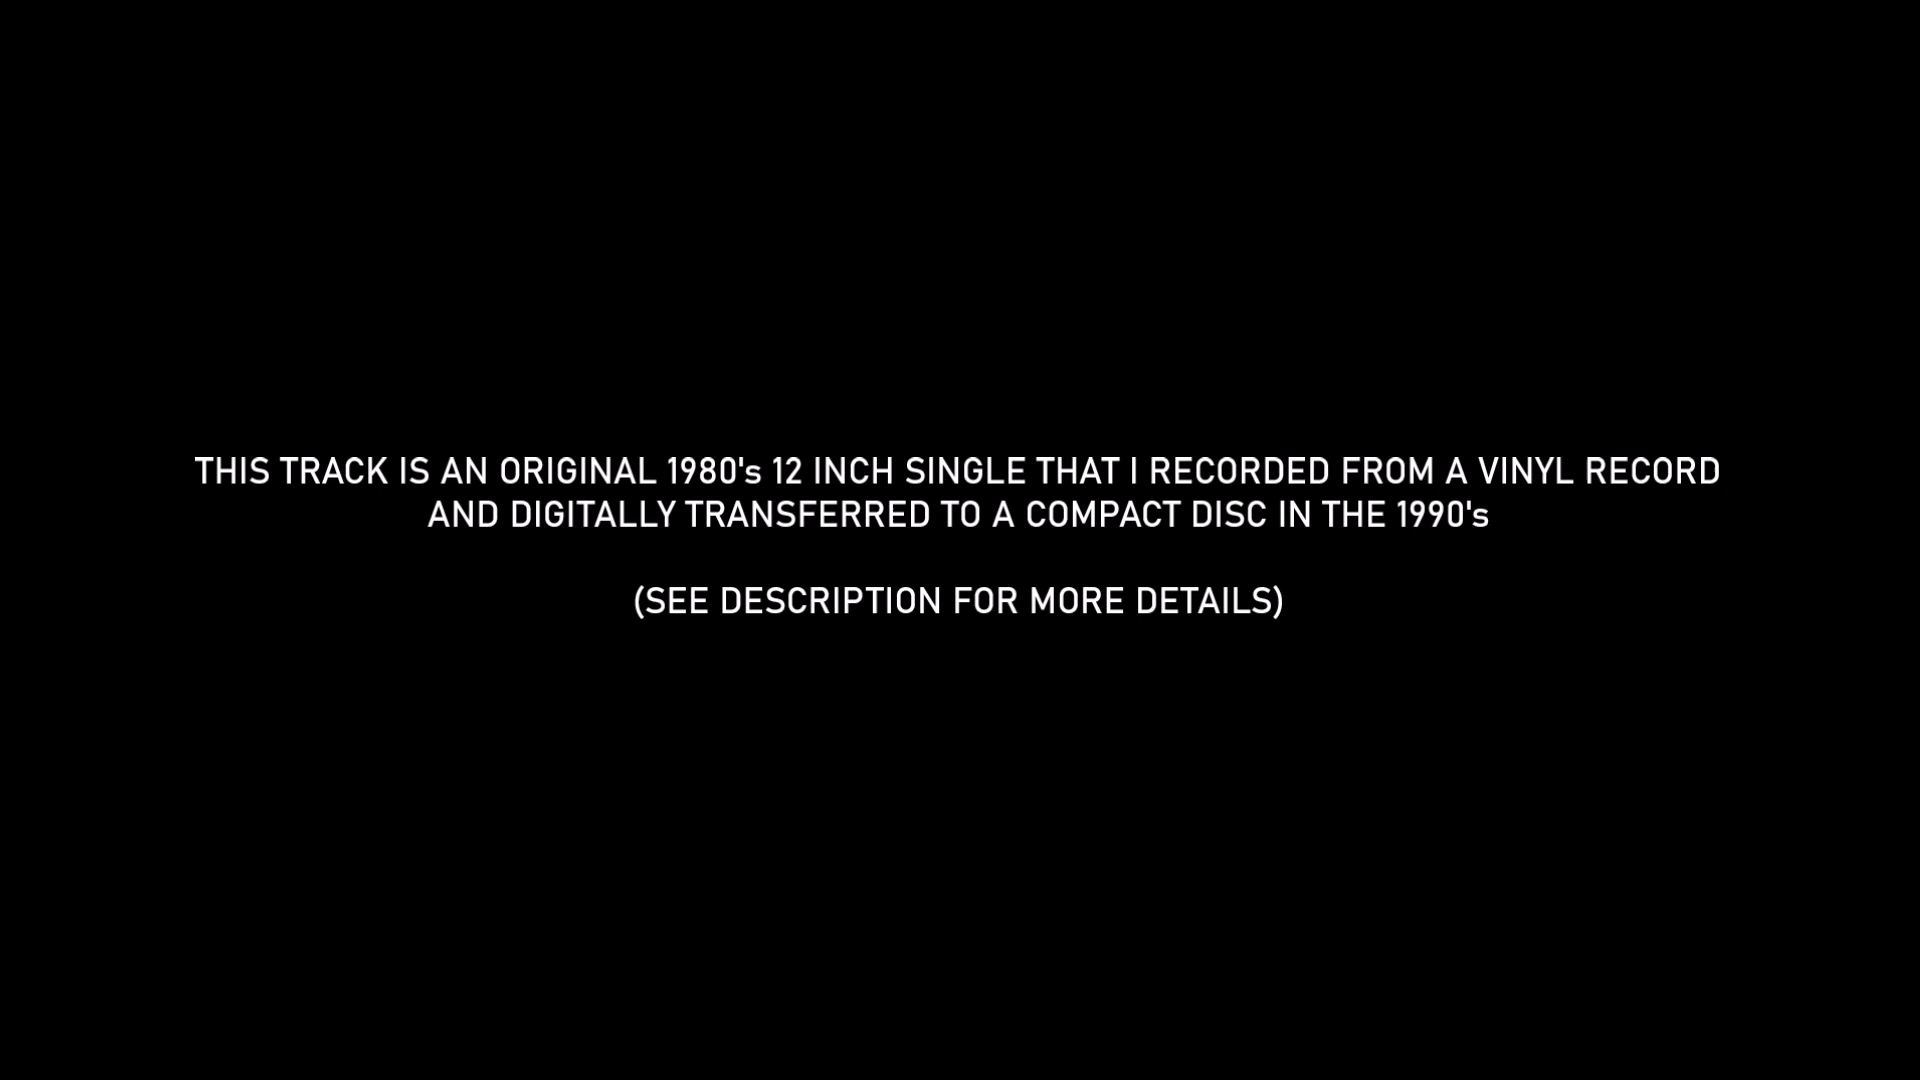 THIS TRACK IS AN ORIGINAL 1980's 12 INCH SINGLE THAT I RECORDED FROM A VINYL RECORD
AND DIGITALLY TRANSFERRED TO A COMPACT DISC IN THE 1990's
(SEE DESCRIPTION FOR MORE DETAILS)